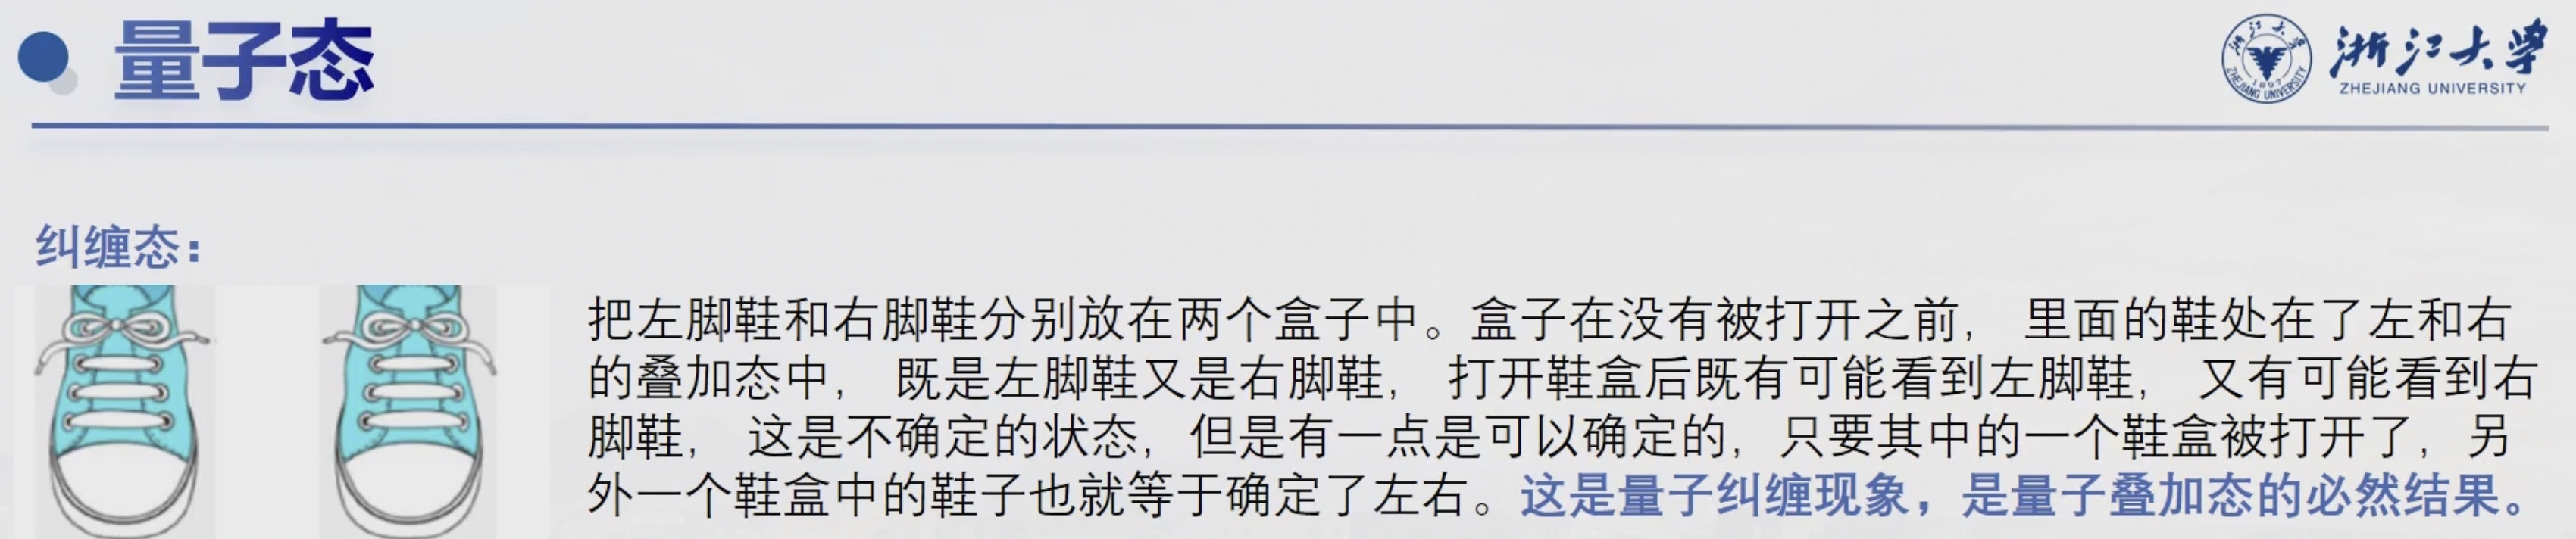 量子态
浙江大学
ZHEJIANG UNIVERSITY
浙江大学
1897
ZHEJIANG UNIVERSITY
纠缠态：
把左脚鞋和右脚鞋分别放在两个盒子中。盒子在没有被打开之前， 里面的鞋处在了左和右
的叠加态中， 既是左脚鞋又是右脚鞋， 打开鞋盒后既有可能看到左脚鞋， 又有可能看到右
脚鞋， 这是不确定的状态，但是有一点是可以确定的，只要其中的一个鞋盒被打开了，另
外一个鞋盒中的鞋子也就等于确定了左右。这是量子纠缠现象，是量子叠加态的必然结果。